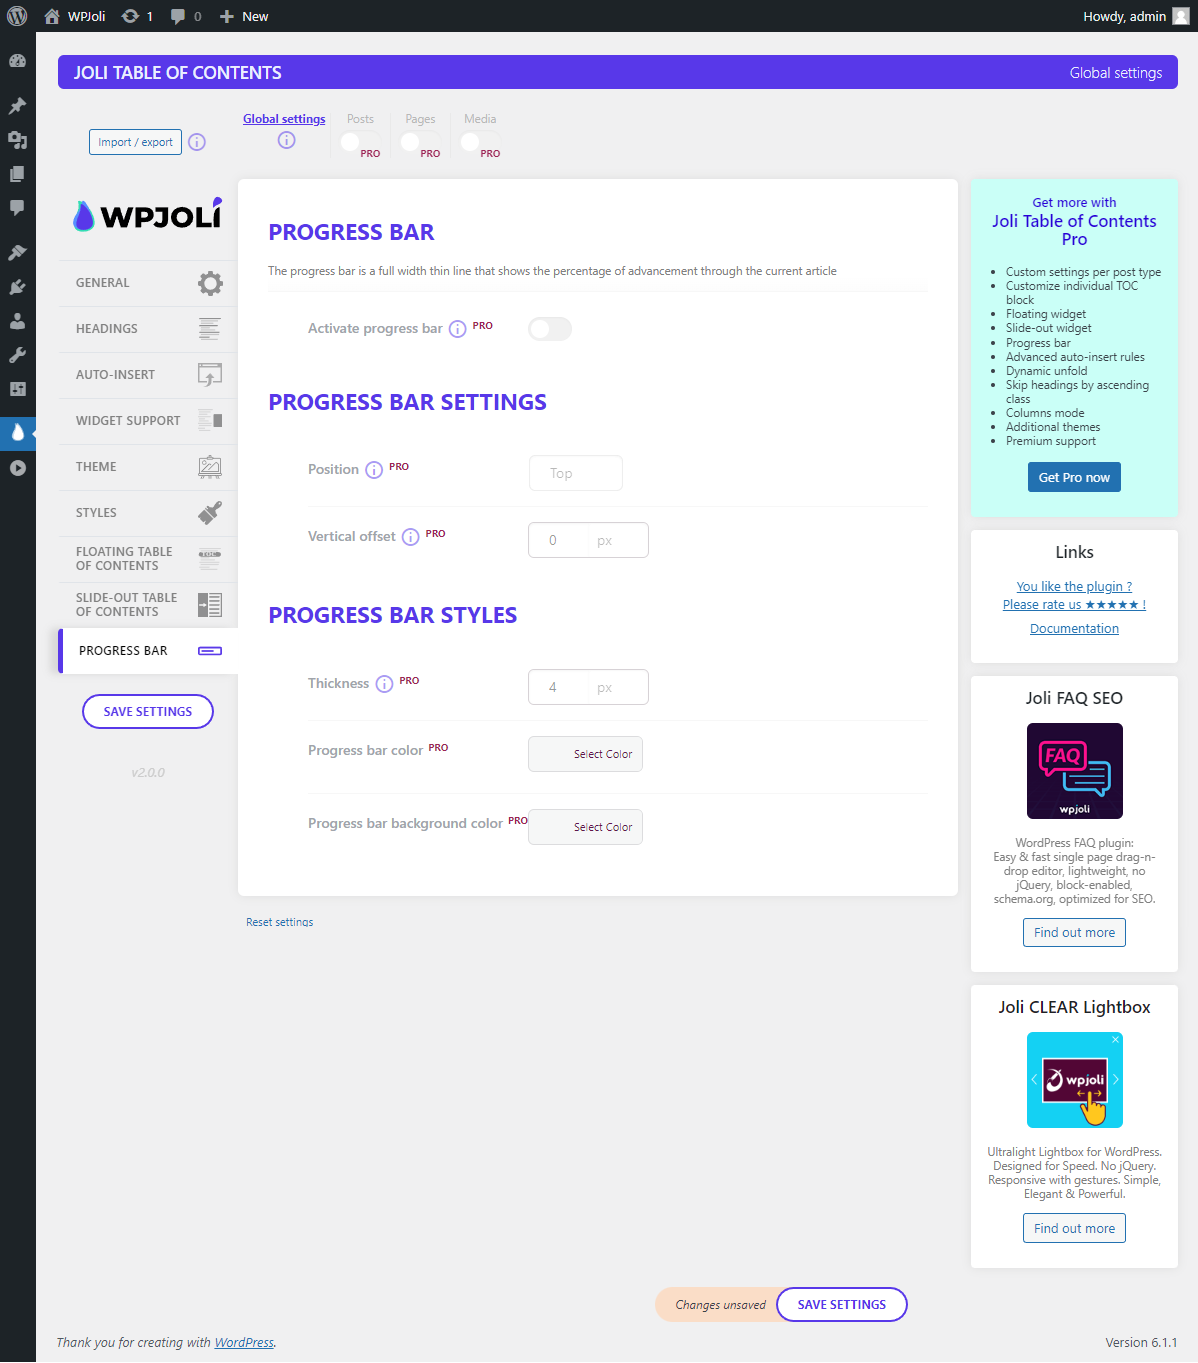 WPJoli
1
0
New
Howdy, admin
JOLI TABLE OF CONTENTS
Global settings
Import / export
Global settings
Posts
PRO
Pages
PRO
Media
PRO
WPJOLI
GENERAL
HEADINGS
AUTO-INSERT
WIDGET SUPPORT
THEME
STYLES
FLOATING TABLE
OF CONTENTS
TOC
SLIDE-OUT TABLE
OF CONTENTS
PROGRESS BAR
SAVE SETTINGS
v2.0.0
PROGRESS BAR
The progress bar is a full width thin line that shows the percentage of advancement through the current article
Activate progress bar PRO
PROGRESS BAR SETTINGS
Position PRO
Top
Vertical offset PRO
0 px
PROGRESS BAR STYLES
Thickness PRO
4 px
Progress bar color PRO
Select Color
Progress bar background color PRO
Select Color
Reset settings
Get more with
Joli Table of Contents
Pro
Custom settings per post type
Customize individual TOC
block
Floating widget
Slide-out widget
Progress bar
Advanced auto-insert rules
Dynamic unfold
Skip headings by ascending
class
Columns mode
Additional themes
Premium support
Get Pro now
Links
You like the plugin ?
Please rate us ★★★★★ !
Documentation
Joli FAQ SEO
FAQ
wpjoli
WordPress FAQ plugin:
Easy & fast single page drag-n-
drop editor, lightweight, no
jQuery, block-enabled,
schema.org, optimized for SEO.
Find out more
Joli CLEAR Lightbox
wpjoli
Ultralight Lightbox for WordPress.
Designed for Speed. No jQuery.
Responsive with gestures. Simple,
Elegant & Powerful.
Find out more
Changes unsaved
SAVE SETTINGS
Thank you for creating with WordPress.
Version 6.1.1